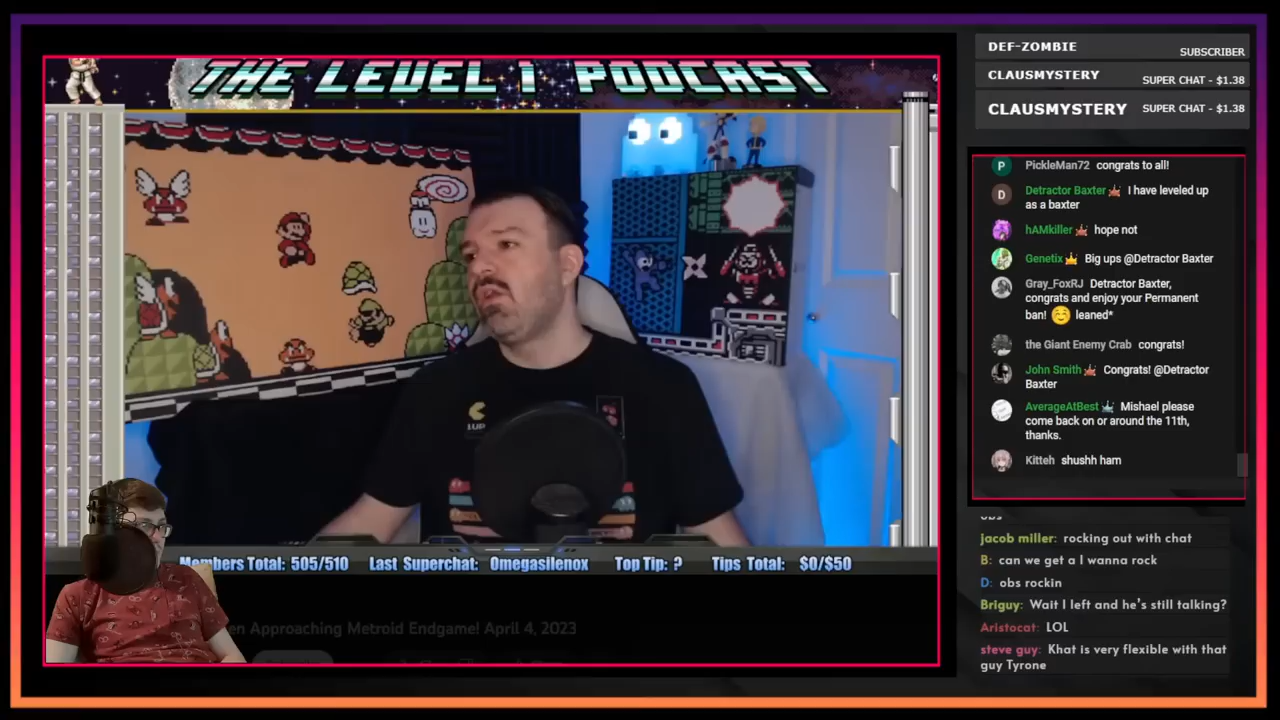 THE LEVEL 1 PODCAST
1UP
Members Total: 505/510 Last Superchat: Omegasilenox Top Tip: ? Tips Total: $0/$50
Approaching Metroid Endgame! April 4, 2023
DEF-ZOMBIE SUBSCRIBER
CLAUSMYSTERY SUPER CHAT - $1.38
CLAUSMYSTERY SUPER CHAT - $1.38
P PickleMan72 congrats to all!
D Detractor Baxter I have leveled up
as a baxter
hAMkiller hope not
Genetix Big ups @Detractor Baxter
Gray_FoxRJ Detractor Baxter,
congrats and enjoy your Permanent
ban! ☺️ leaned*
the Giant Enemy Crab congrats!
John Smith Congrats! @Detractor
Baxter
AverageAtBest Mishael please
come back on or around the 11th,
thanks.
Kitteh shushh ham
obs
jacob miller: rocking out with chat
B: can we get a I wanna rock
D: obs rockin
Briguy: Wait I left and he's still talking?
Aristocat: LOL
steve guy: Khat is very flexible with that
guy Tyrone